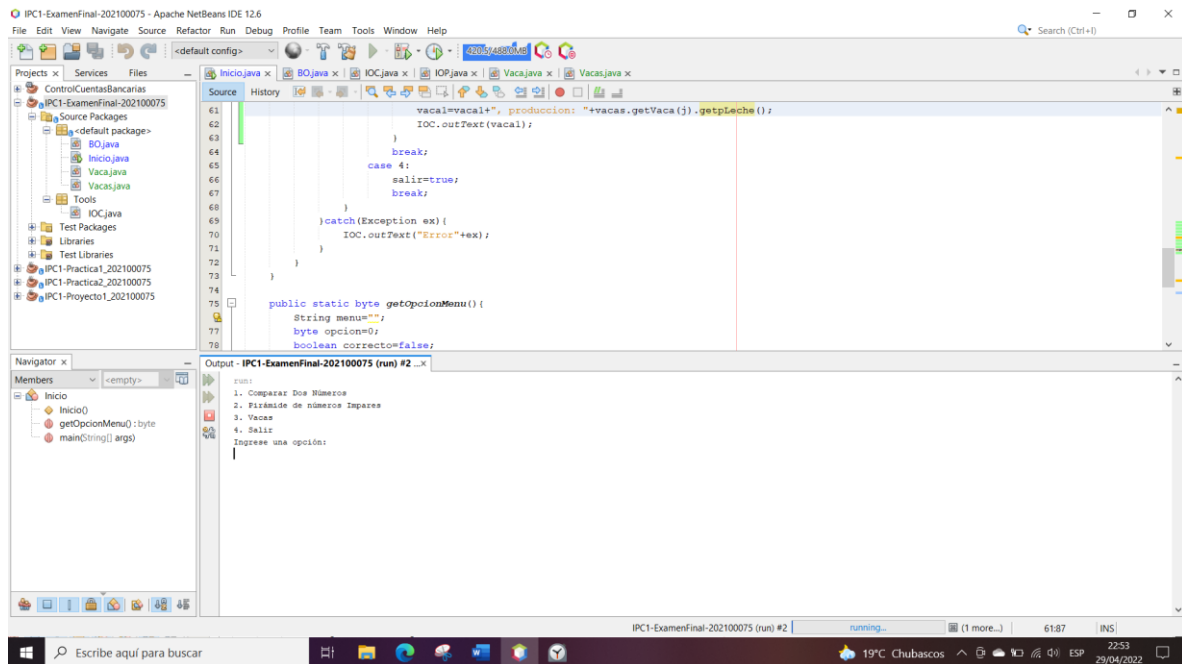 IPC1-ExamenFinal-202100075 - Apache NetBeans IDE 12.6
File Edit View Navigate Source Refactor Run Debug Profile Team Tools Window Help
Search (Ctrl+I)
<default config>
420.5/488.0MB
Projects x Services Files
ControlCuentasBancarias
IPC1-ExamenFinal-202100075
Source Packages
<default package>
BO.java
Inicio.java
Vaca.java
Vacas.java
Tools
IOC.java
Test Packages
Libraries
Test Libraries
IPC1-Practica1_202100075
IPC1-Practica2_202100075
IPC1-Proyecto1_202100075
Inicio.java x BO.java x IOC.java x IOP.java x Vaca.java x Vacas.java x
Source History
61 vaca1=vaca1+", produccion: "+vacas.getVaca(j).getpLeche();
62 IOC.outText(vaca1);
63 }
64 break;
65 case 4:
66 salir=true;
67 break;
68 }
69 }catch(Exception ex){
70 IOC.outText("Error"+ex);
71 }
72 }
73 }
74
75 public static byte getOpcionMenu(){
String menu="";
77 byte opcion=0;
78 boolean correcto=false;
Navigator x
Members <empty>
Inicio
Inicio()
getOpcionMenu() : byte
main(String[] args)
Output - IPC1-ExamenFinal-202100075 (run) #2 ...x
run:
1. Comparar Dos Números
2. Pirámide de números Impares
3. Vacas
4. Salir
Ingrese una opción:
IPC1-ExamenFinal-202100075 (run) #2 running... (1 more...) 61:87 INS
Escribe aquí para buscar
19°C Chubascos ESP
22:53
29/04/2022